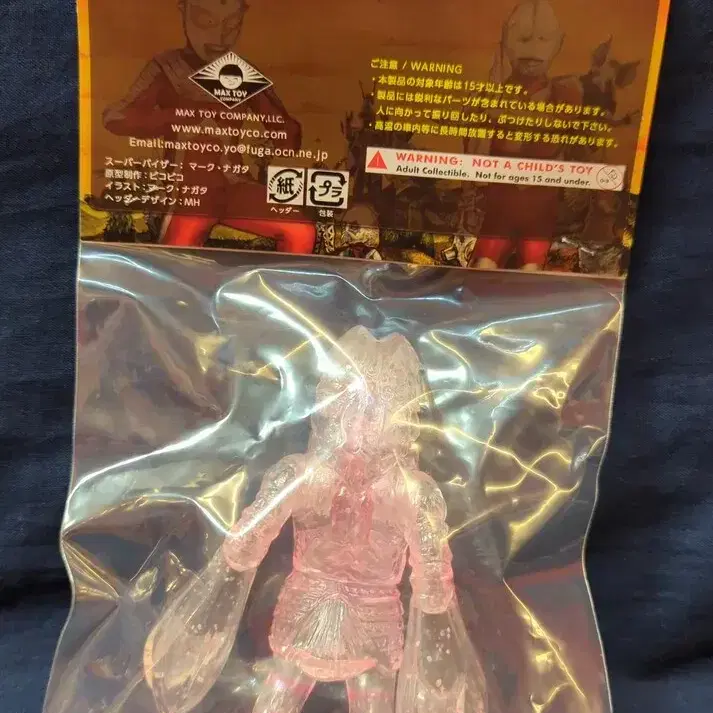 MAX TOY
COMPANY
MAX TOY COMPANY,LLC.
www.maxtoyco.com
Email:maxtoyco.yo@fuga.ocn.ne.jp
スーパーバイザー：マーク・ナガタ
原型制作：ピコピコ
イラスト：マーク・ナガタ
ヘッダーデザイン：MH
紙
ヘッダー
プラ
包装
ご注意 / WARNING
・本製品の対象年齢は15才以上です。
・製品には鋭利なパーツが含まれている場合があります。
人に向かって振り回したり、ぶつけたりしないで下さい。
・高温の車内等に長時間放置すると変形する恐れがあります。
WARNING: NOT A CHILD'S TOY
Adult Collectible. Not for ages 15 and under.